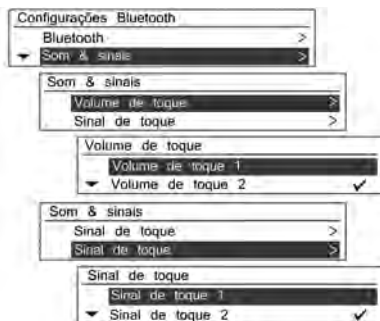 Configurações Bluetooth
Bluetooth >
Som & sinais >
Som & sinais
Volume de toque >
Sinal de toque >
Volume de toque
Volume de toque 1
Volume de toque 2 ✓
Som & sinais
Sinal de toque >
Sinal de toque >
Sinal de toque
Sinal de toque 1
Sinal de toque 2 ✓